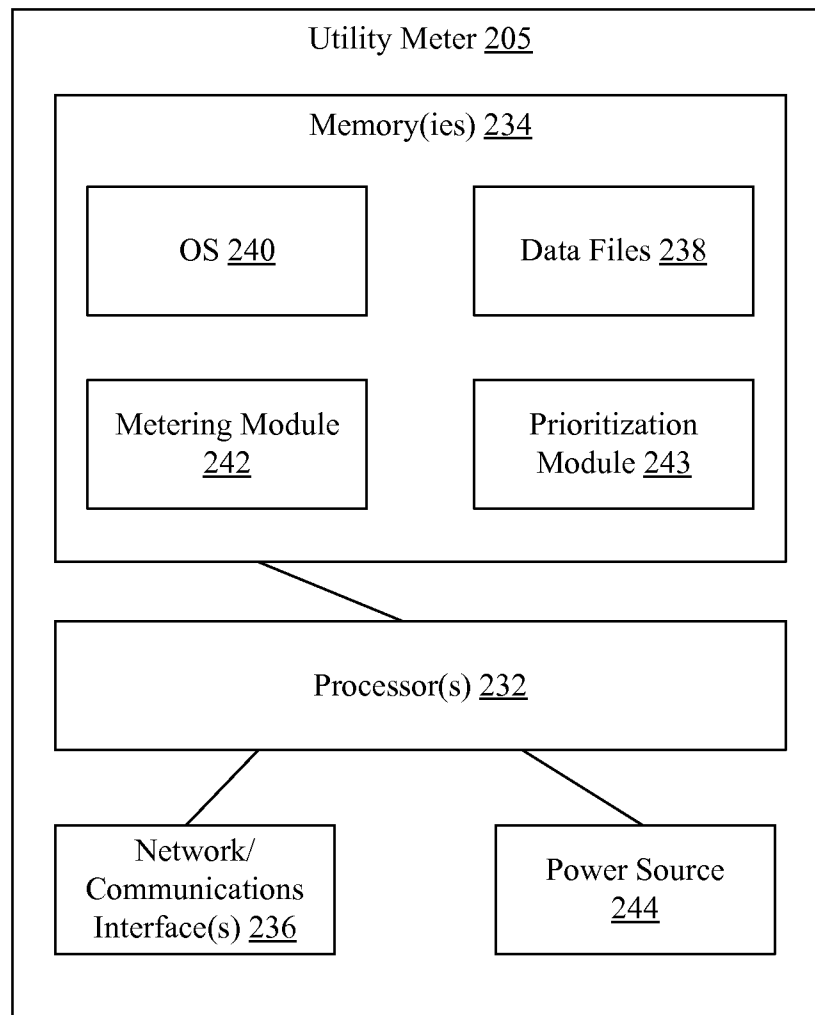 Utility Meter 205
Memory(ies) 234
OS 240
Data Files 238
Metering Module
242
Prioritization
Module 243
Processor(s) 232
Network/
Communications
Interface(s) 236
Power Source
244